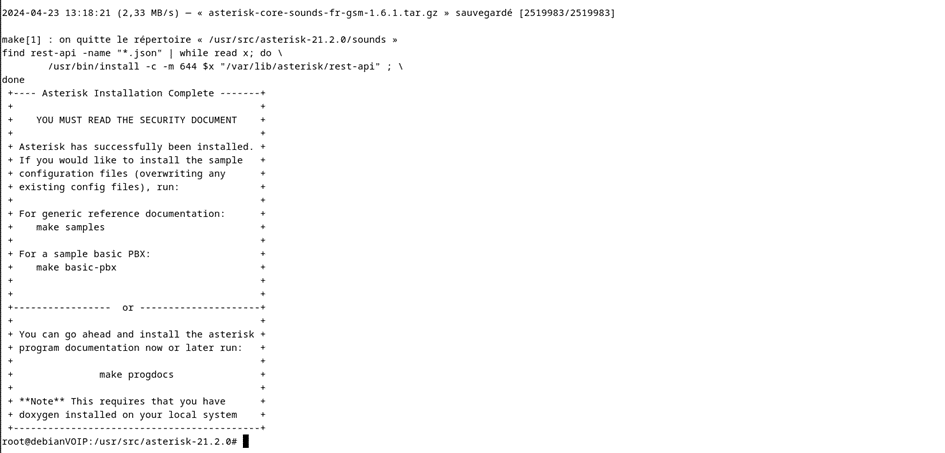 2024-04-23 13:18:21 (2,33 MB/s) — « asterisk-core-sounds-fr-gsm-1.6.1.tar.gz » sauvegardé [2519983/2519983]

make[1] : on quitte le répertoire « /usr/src/asterisk-21.2.0/sounds »
find rest-api -name "*.json" | while read x; do \
        /usr/bin/install -c -m 644 $x "/var/lib/asterisk/rest-api" ; \
done
 +---- Asterisk Installation Complete -------+
 +                                           +
 +    YOU MUST READ THE SECURITY DOCUMENT    +
 +                                           +
 + Asterisk has successfully been installed. +
 + If you would like to install the sample   +
 + configuration files (overwriting any      +
 + existing config files), run:              +
 +                                           +
 + For generic reference documentation:      +
 +    make samples                           +
 +                                           +
 + For a sample basic PBX:                   +
 +    make basic-pbx                         +
 +                                           +
 +                                           +
 +-----------------  or ---------------------+
 +                                           +
 + You can go ahead and install the asterisk +
 + program documentation now or later run:   +
 +                                           +
 +               make progdocs               +
 +                                           +
 + **Note** This requires that you have      +
 + doxygen installed on your local system    +
 +-------------------------------------------+
root@debianVOIP:/usr/src/asterisk-21.2.0#